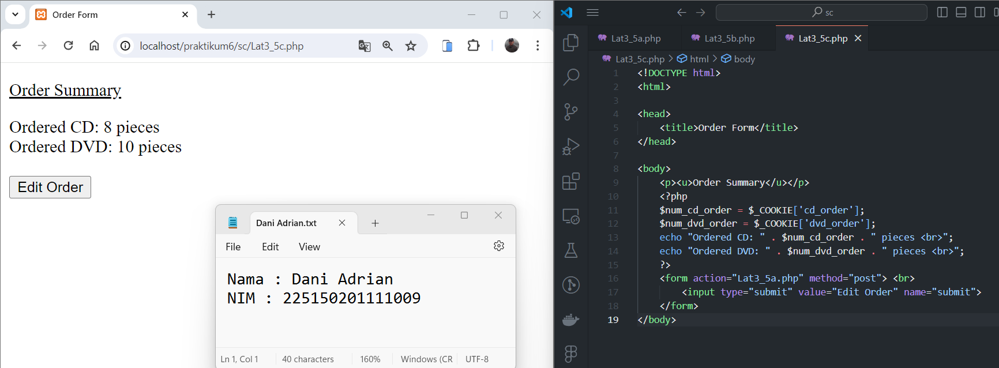 Order Form
localhost/praktikum6/sc/Lat3_5c.php
Order Summary
Ordered CD: 8 pieces
Ordered DVD: 10 pieces
Edit Order
Dani Adrian.txt
File Edit View
Nama : Dani Adrian
NIM : 225150201111009
Ln 1, Col 1 40 characters 160% Windows (CR UTF-8
sc
Lat3_5a.php Lat3_5b.php Lat3_5c.php
Lat3_5c.php > html > body
1 <!DOCTYPE html>
2 <html>
3
4 <head>
5 <title>Order Form</title>
6 </head>
7
8 <body>
9 <p><u>Order Summary</u></p>
10 <?php
11 $num_cd_order = $_COOKIE['cd_order'];
12 $num_dvd_order = $_COOKIE['dvd_order'];
13 echo "Ordered CD: " . $num_cd_order . " pieces <br>";
14 echo "Ordered DVD: " . $num_dvd_order . " pieces <br>";
15 ?>
16 <form action="Lat3_5a.php" method="post"> <br>
17 <input type="submit" value="Edit Order" name="submit">
18 </form>
19 </body>